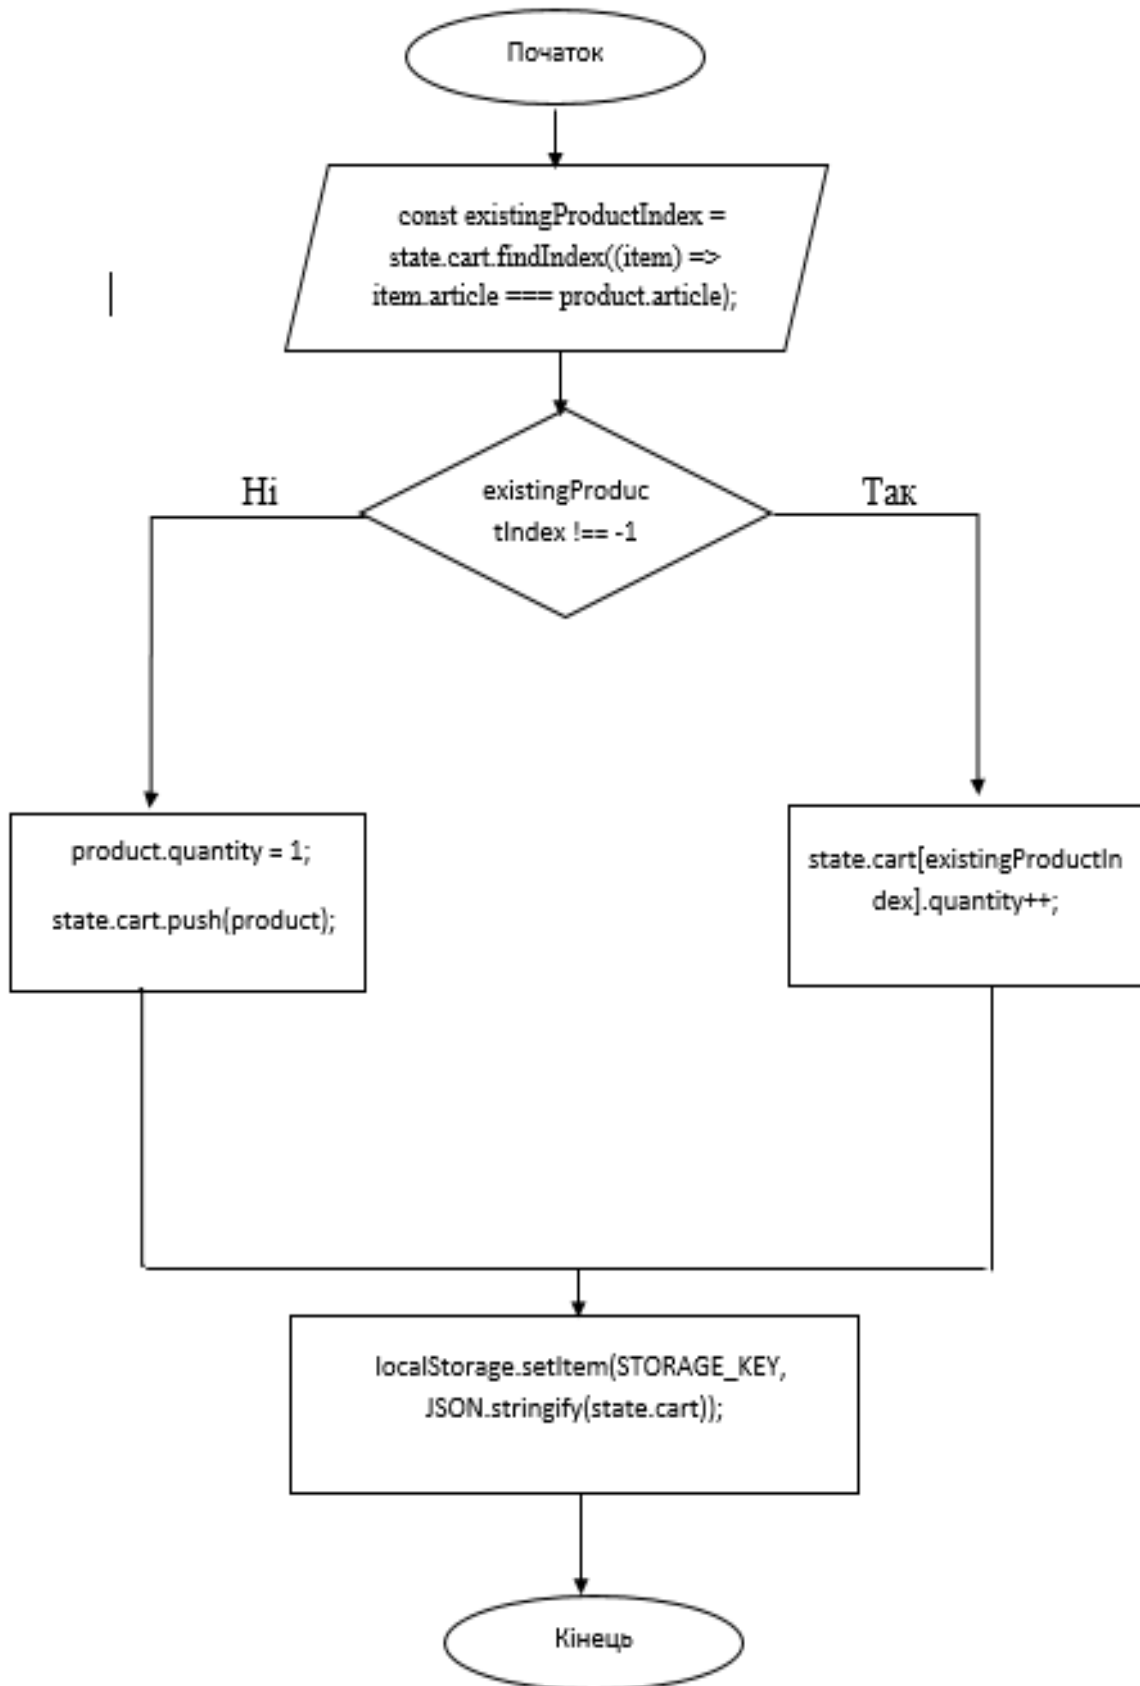 Початок
const existingProductIndex =
state.cart.findIndex((item) =>
item.article === product.article);
Ні
existingProduc
tIndex !== -1
Так
product.quantity = 1;
state.cart.push(product);
state.cart[existingProductIn
dex].quantity++;
localStorage.setItem(STORAGE_KEY,
JSON.stringify(state.cart));
Кінець